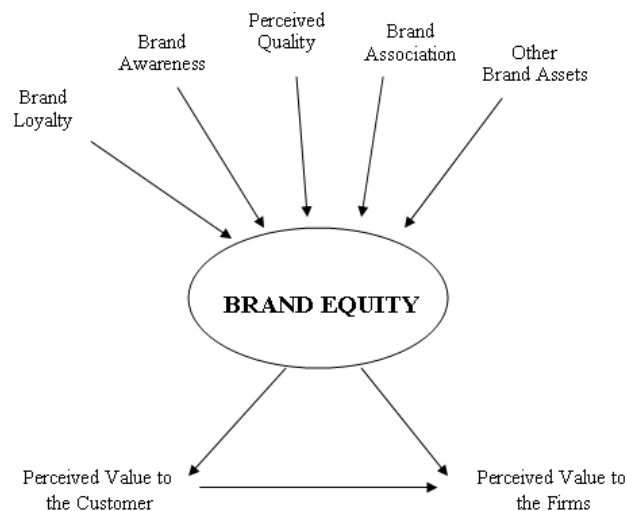 Perceived
Quality
Brand
Awareness
Brand
Association
Other
Brand Assets
Brand
Loyalty
BRAND EQUITY
Perceived Value to
the Customer
Perceived Value to
the Firms